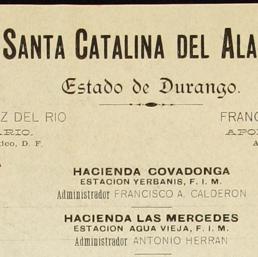 SANTA CATALINA DEL ALA
Estado de Durango.
Z DEL RIO
FRANC
ARIO.
APO
xico, D. F.
HACIENDA COVADONGA
ESTACION YERBANIS, F. I. M.
Administrador FRANCISCO A. CALDERON
HACIENDA LAS MERCEDES
ESTACION AGUA VIEJA, F. I. M.
Administrador ANTONIO HERRAN